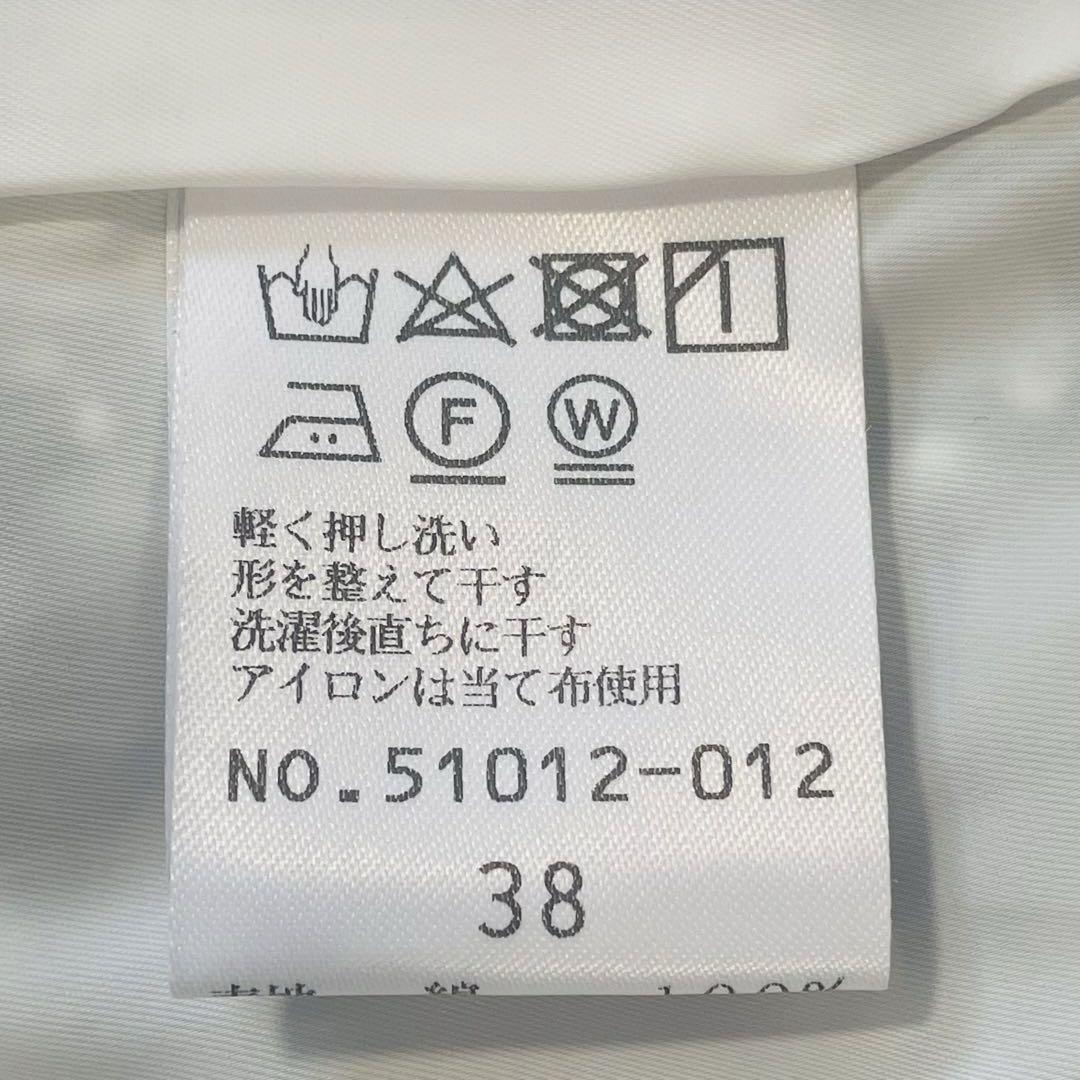 F W
軽く押し洗い
形を整えて干す
洗濯後直ちに干す
アイロンは当て布使用
NO.51012-012
38